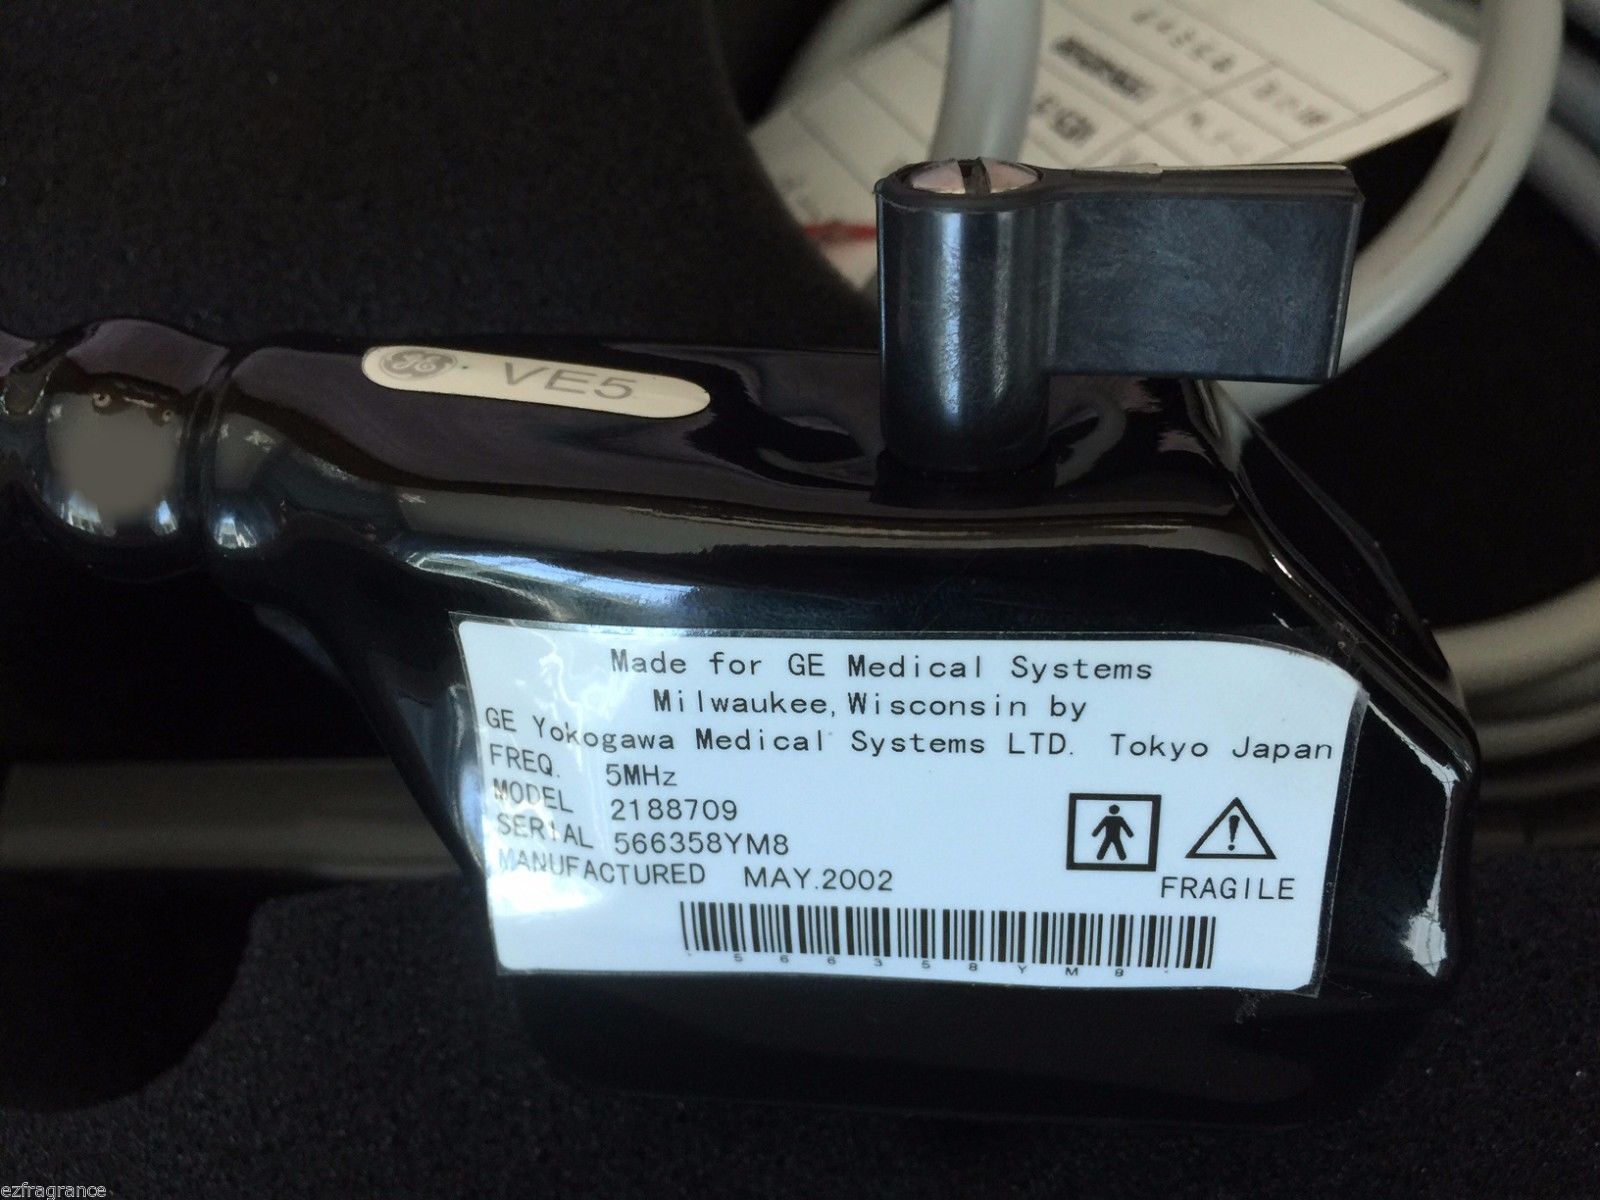 VE5
Made for GE Medical Systems
Milwaukee, Wisconsin by
GE Yokogawa Medical Systems LTD. Tokyo Japan
FREQ. 5MHz
MODEL 2188709
SERIAL 566358YM8
MANUFACTURED MAY.2002
FRAGILE
566358YM8
ezfragrance